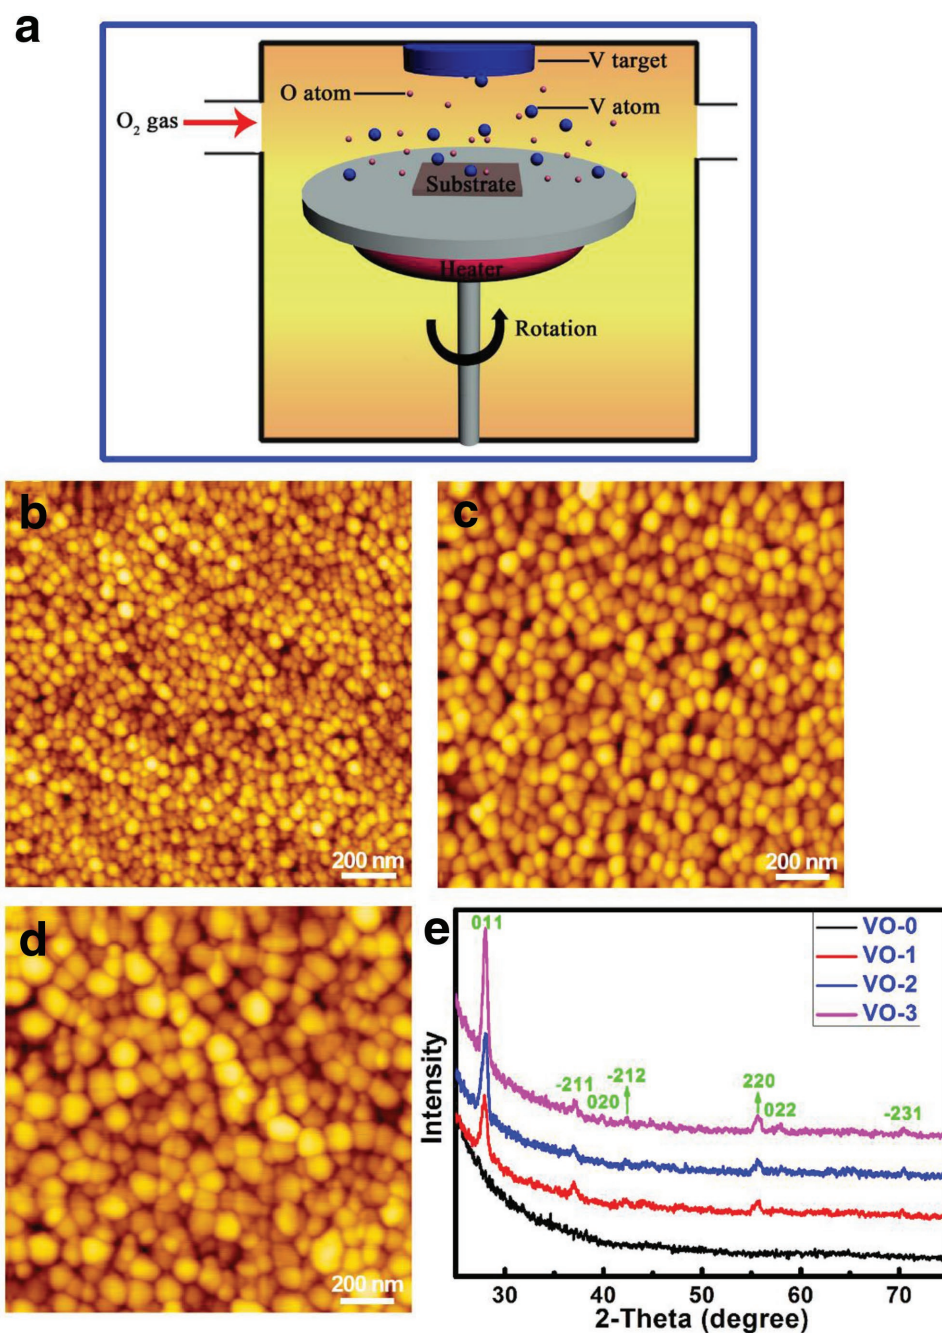 a
V target
O atom
V atom
O₂ gas
Substrate
Heater
Rotation
b
200 nm
c
200 nm
d
200 nm
e
011
VO-0
VO-1
VO-2
VO-3
-211
020
-212
220
022
-231
Intensity
30 40 50 60 70
2-Theta (degree)